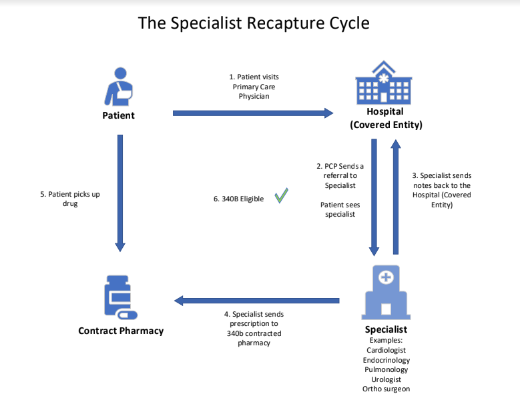 The Specialist Recapture Cycle
1. Patient visits
Primary Care
Physician
Patient
Hospital
(Covered Entity)
2. PCP Sends a
referral to
Specialist
Patient sees
specialist
3. Specialist sends
notes back to the
Hospital (Covered
Entity)
5. Patient picks up
drug
6. 340B Eligible
Contract Pharmacy
4. Specialist sends
prescription to
340b contracted
pharmacy
Specialist
Examples:
Cardiologist
Endocrinology
Pulmonology
Urologist
Ortho surgeon